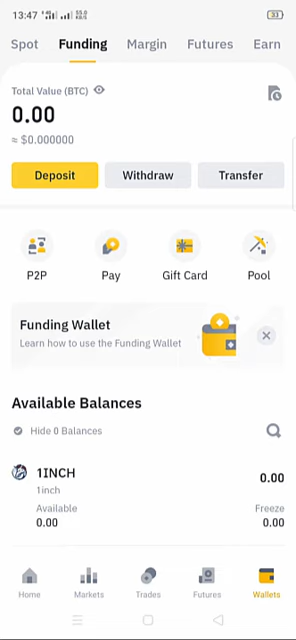 13:47
33
Spot Funding Margin Futures Earn
Total Value (BTC)
0.00
≈ $0.000000
Deposit Withdraw Transfer
P2P Pay Gift Card Pool
Funding Wallet
Learn how to use the Funding Wallet
Available Balances
Hide 0 Balances
1INCH 0.00
1inch
Available Freeze
0.00 0.00
Home Markets Trades Futures Wallets